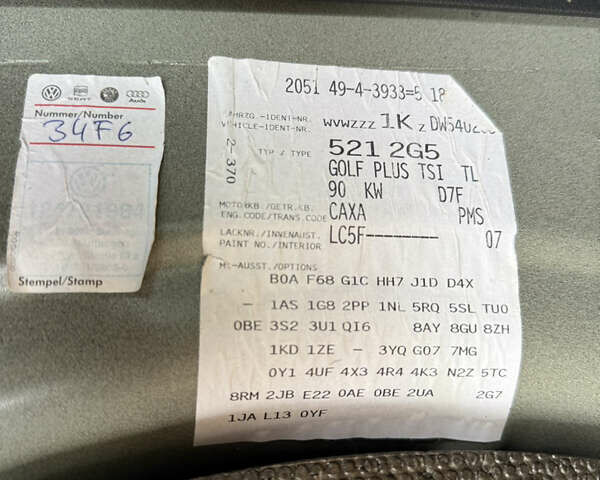 SEAT
Audi
Nummer/Number
34F6
Stempel/Stamp
2051 49-4-3933=5 18
FHRZG.-IDENT-NR.
VEHICLE-IDENT-NR.
WVWZZZ 1K Z DW540
TYP / TYPE 521 2G5
2-370
GOLF PLUS TSI TL
90 KW D7F
MOTORKB./GETR.KB.
ENG.CODE/TRANS.CODE CAXA PMS
LACKNR./INNENAUST.
PAINT NO./INTERIOR LC5F-------- 07
M.-AUSST./OPTIONS
B0A F68 G1C HH7 J1D D4X
- 1AS 1G8 2PP 1NL 5RQ 5SL TU0
0BE 3S2 3U1 QI6 8AY 8GU 8ZH
1KD 1ZE - 3YQ G07 7MG
0Y1 4UF 4X3 4R4 4K3 N2Z 5TC
8RM 2JB E22 0AE 0BE 2UA 2G7
1JA L13 0YF